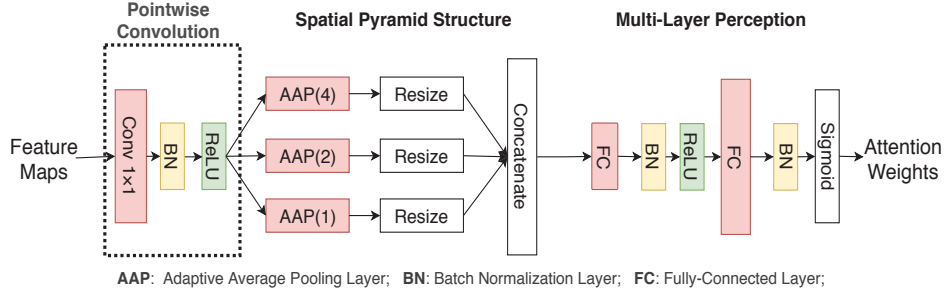 Pointwise
Convolution
Spatial Pyramid Structure
Multi-Layer Perception
Feature
Maps
Conv 1×1
BN
ReLU
AAP(4)
Resize
AAP(2)
Resize
AAP(1)
Resize
Concatenate
FC
BN
ReLU
FC
BN
Sigmoid
Attention
Weights
AAP: Adaptive Average Pooling Layer; BN: Batch Normalization Layer; FC: Fully-Connected Layer;